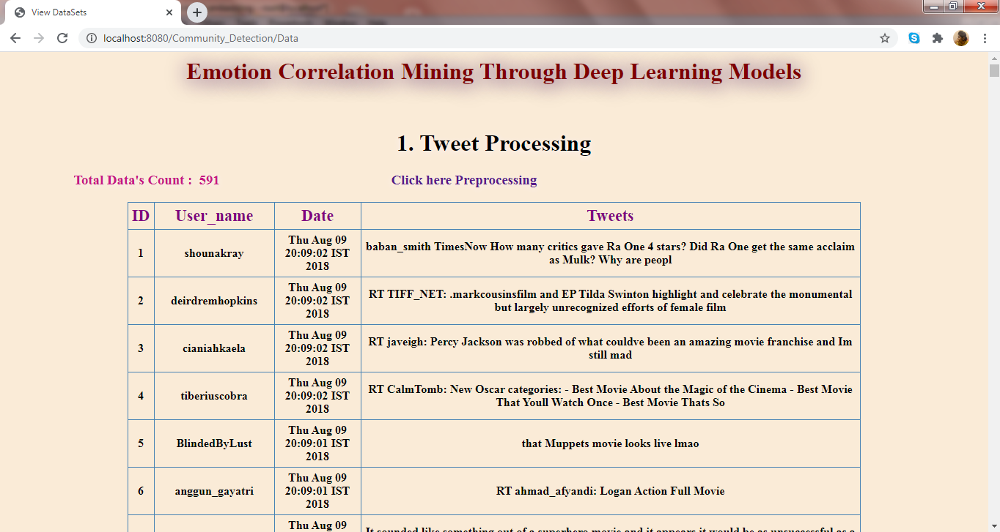 View DataSets
localhost:8080/Community_Detection/Data
Emotion Correlation Mining Through Deep Learning Models
1. Tweet Processing
Total Data's Count : 591 Click here Preprocessing
ID User_name Date Tweets
1 shounakray Thu Aug 09 20:09:02 IST 2018 baban_smith TimesNow How many critics gave Ra One 4 stars? Did Ra One get the same acclaim
as Mulk? Why are peopl
2 deirdremhopkins Thu Aug 09 20:09:02 IST 2018 RT TIFF_NET: .markcousinsfilm and EP Tilda Swinton highlight and celebrate the monumental
but largely unrecognized efforts of female film
3 cianiahkaela Thu Aug 09 20:09:02 IST 2018 RT javeigh: Percy Jackson was robbed of what couldve been an amazing movie franchise and Im
still mad
4 tiberiuscobra Thu Aug 09 20:09:02 IST 2018 RT CalmTomb: New Oscar categories: - Best Movie About the Magic of the Cinema - Best Movie
That Youll Watch Once - Best Movie Thats So
5 BlindedByLust Thu Aug 09 20:09:01 IST 2018 that Muppets movie looks live lmao
6 anggun_gayatri Thu Aug 09 20:09:01 IST 2018 RT ahmad_afyandi: Logan Action Full Movie
Thu Aug 09 It sounded like something out of a superhero movie and it appears it would be as unsuccessful as a